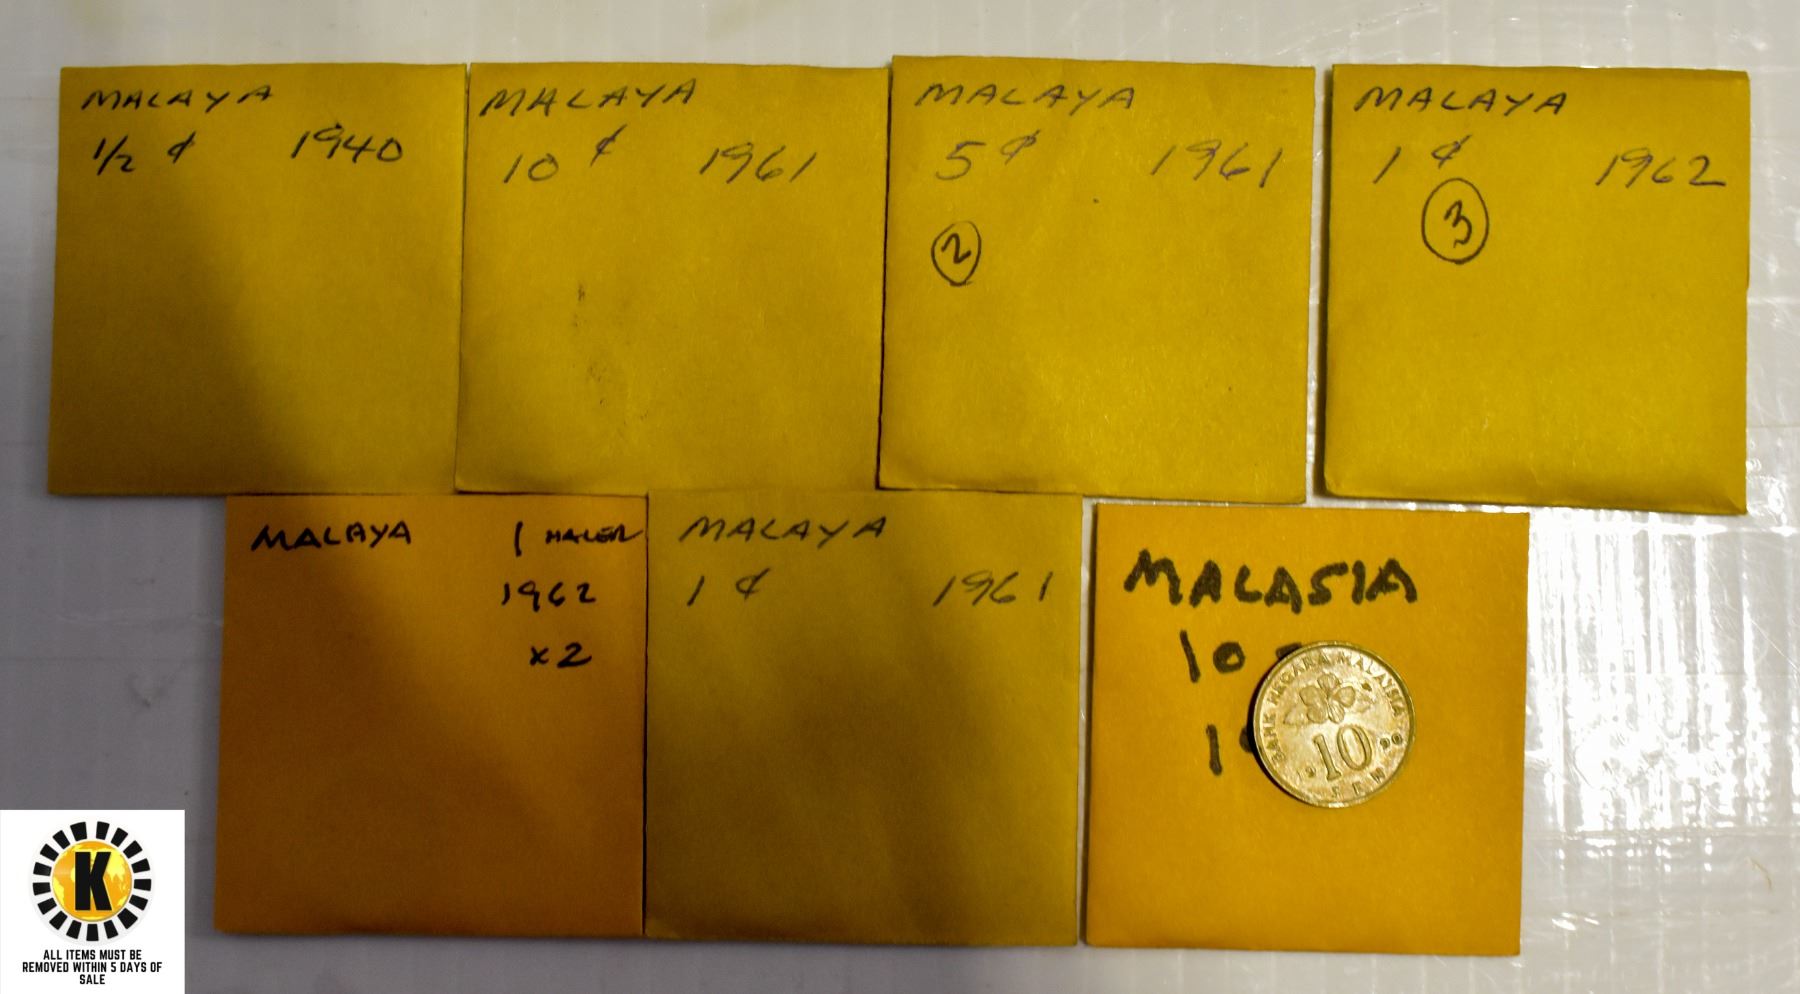 MALAYA
1/2 ¢ 1940
MALAYA
10 ¢ 1961
MALAYA
5 ¢ 1961
2
MALAYA
1 ¢ 1962
3
MALAYA 1 HALER
1962
x2
MALAYA
1 ¢ 1961
MALASIA
10
1
BANK NEGARA MALAYSIA
10
SEN
K
ALL ITEMS MUST BE
REMOVED WITHIN 5 DAYS OF
SALE